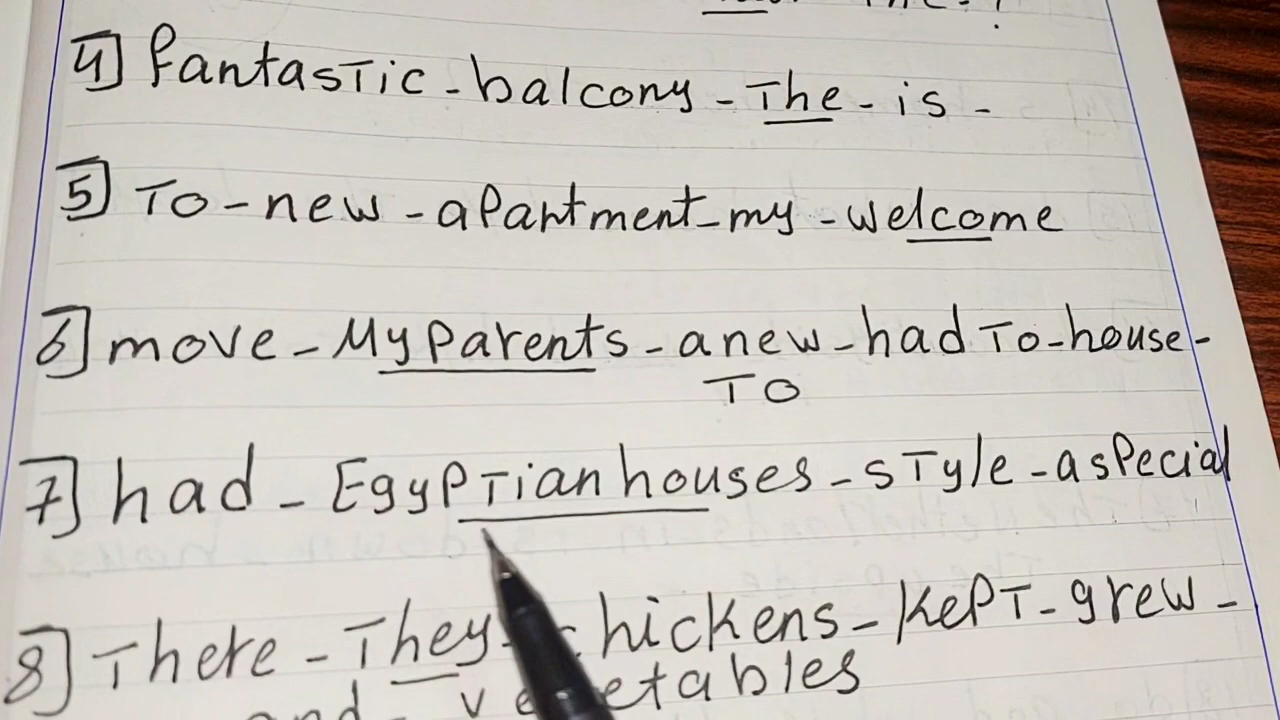 4] fantastic - balcony - The - is -
5] To - new - apartment - my - welcome
6] move - My parents - a new - had To - house -
TO
7] had - Egyptian houses - style - a special
8] There - They - chickens - kept - grew -
and vegetables